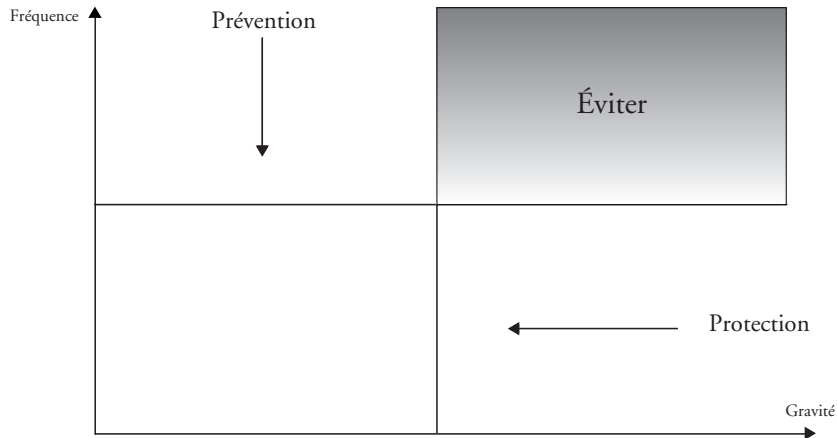 Fréquence
Prévention
Éviter
Protection
Gravité